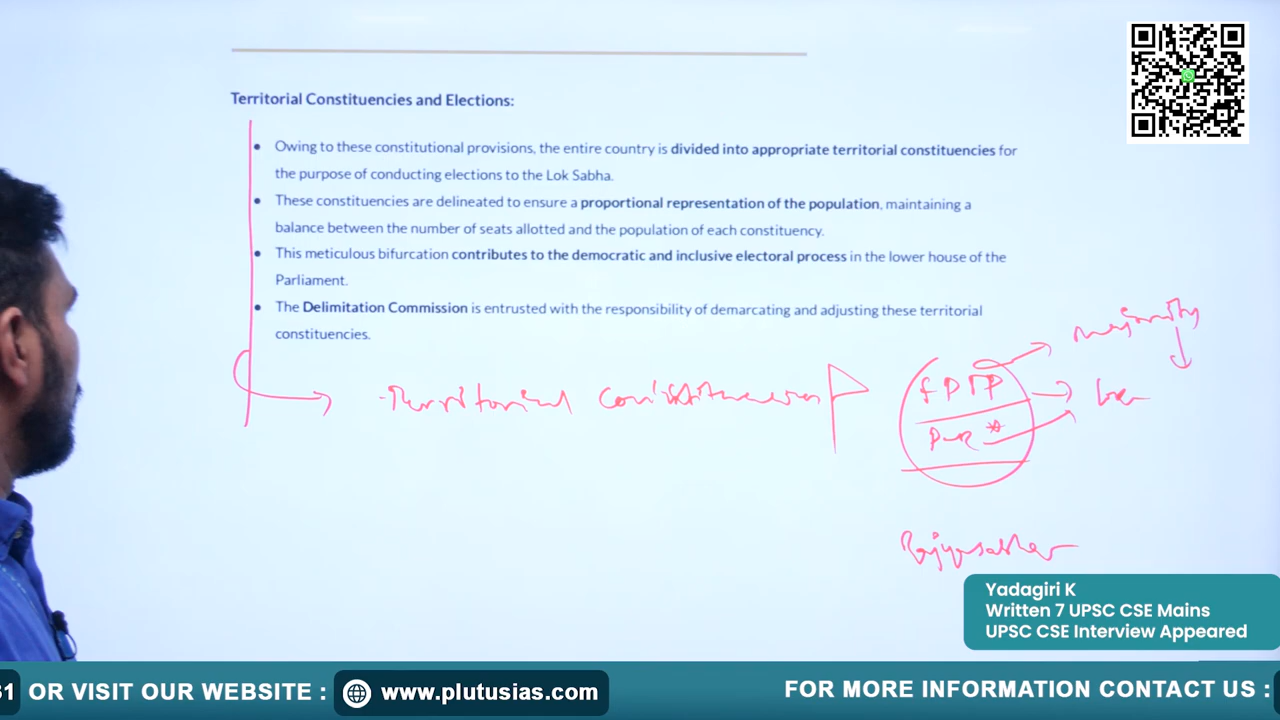 Territorial Constituencies and Elections:
• Owing to these constitutional provisions, the entire country is divided into appropriate territorial constituencies for
the purpose of conducting elections to the Lok Sabha.
• These constituencies are delineated to ensure a proportional representation of the population, maintaining a
balance between the number of seats allotted and the population of each constituency.
• This meticulous bifurcation contributes to the democratic and inclusive electoral process in the lower house of the
Parliament.
• The Delimitation Commission is entrusted with the responsibility of demarcating and adjusting these territorial
constituencies.
majority
Territorial constituencies
FPTP
Rajyasabha
Yadagiri K
Written 7 UPSC CSE Mains
UPSC CSE Interview Appeared
OR VISIT OUR WEBSITE :
www.plutusias.com
FOR MORE INFORMATION CONTACT US :